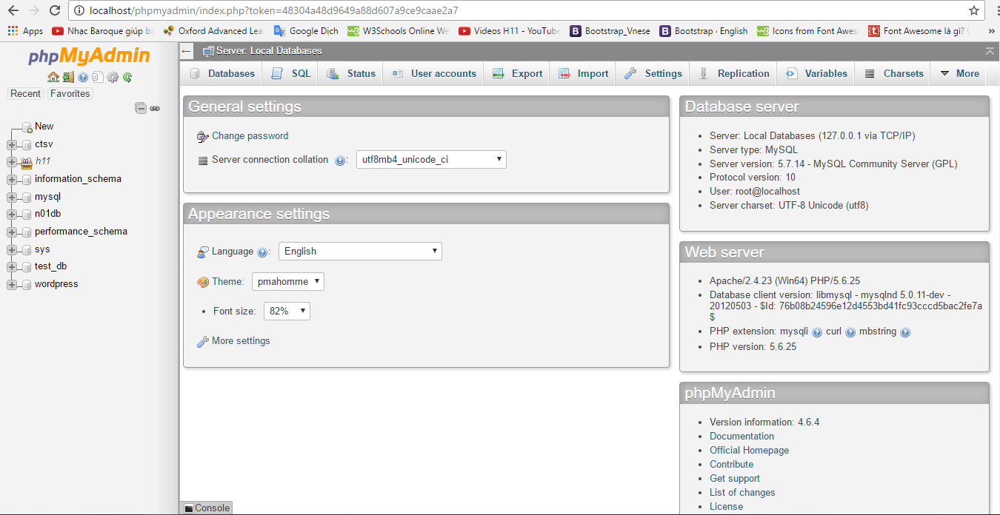 localhost/phpmyadmin/index.php?token=48304a48d9649a88d607a9ce9caae2a7
Apps Nhạc Baroque giúp Oxford Advanced Lea Google Dịch W3Schools Online We Videos H11 - YouTube Bootstrap_Vnese Bootstrap · English Icons from Font Awes Font Awesome là gì? »
phpMyAdmin
Recent Favorites
New
ctsv
h11
information_schema
mysql
n01db
performance_schema
sys
test_db
wordpress
Server: Local Databases
Databases SQL Status User accounts Export Import Settings Replication Variables Charsets More
General settings
Change password
Server connection collation : utf8mb4_unicode_ci
Appearance settings
Language : English
Theme: pmahomme
• Font size: 82%
More settings
Database server
• Server: Local Databases (127.0.0.1 via TCP/IP)
• Server type: MySQL
• Server version: 5.7.14 - MySQL Community Server (GPL)
• Protocol version: 10
• User: root@localhost
• Server charset: UTF-8 Unicode (utf8)
Web server
• Apache/2.4.23 (Win64) PHP/5.6.25
• Database client version: libmysql - mysqlnd 5.0.11-dev -
20120503 - $Id: 76b08b24596e12d4553bd41fc93cccd5bac2fe7a
$
• PHP extension: mysqli curl mbstring
• PHP version: 5.6.25
phpMyAdmin
• Version information: 4.6.4
• Documentation
• Official Homepage
• Contribute
• Get support
• List of changes
• License
Console